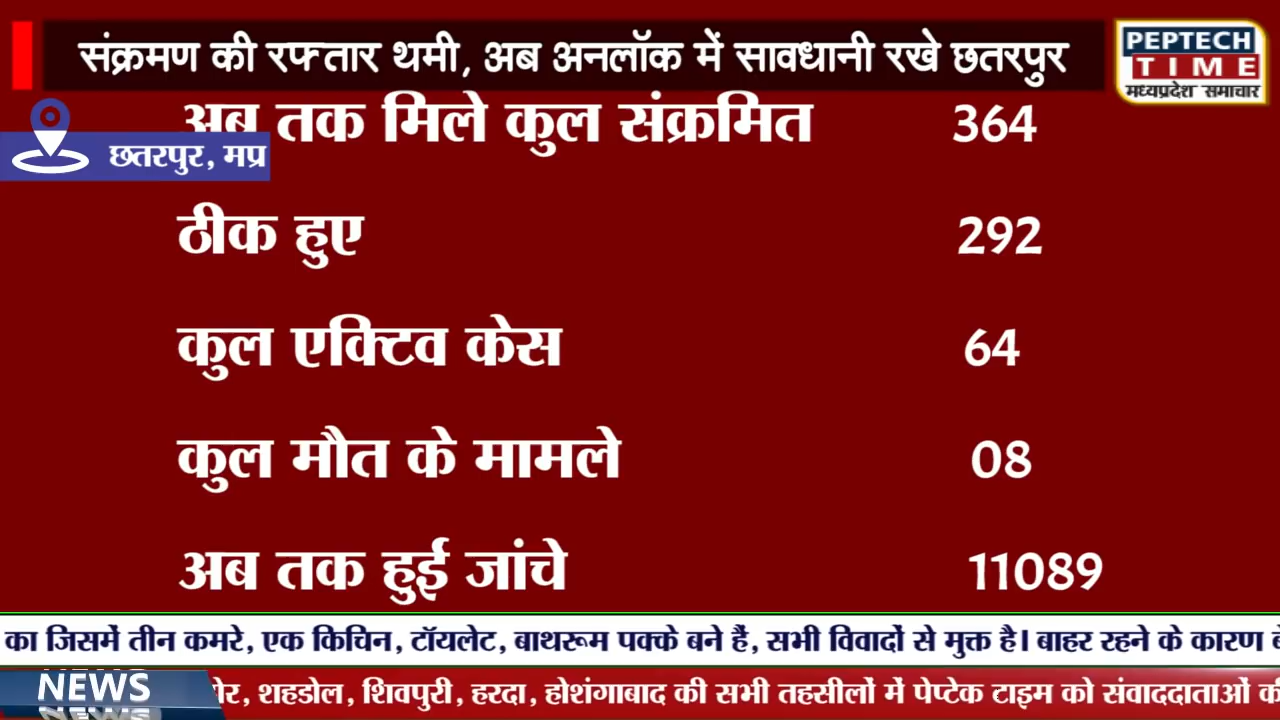 संक्रमण की रफ्तार थमी, अब अनलॉक में सावधानी रखे छतरपुर
PEPTECH
TIME
मध्यप्रदेश समाचार
अब तक मिले कुल संक्रमित 364
छतरपुर, मप्र
ठीक हुए 292
कुल एक्टिव केस 64
कुल मौत के मामले 08
अब तक हुई जांचे 11089
का जिसमें तीन कमरे, एक किचिन, टॉयलेट, बाथरूम पक्के बने हैं, सभी विवादों से मुक्त है। बाहर रहने के कारण
NEWS शहडोल, शिवपुरी, हरदा, होशंगाबाद की सभी तहसीलों में पेप्टेक टाइम को संवाददाताओं की